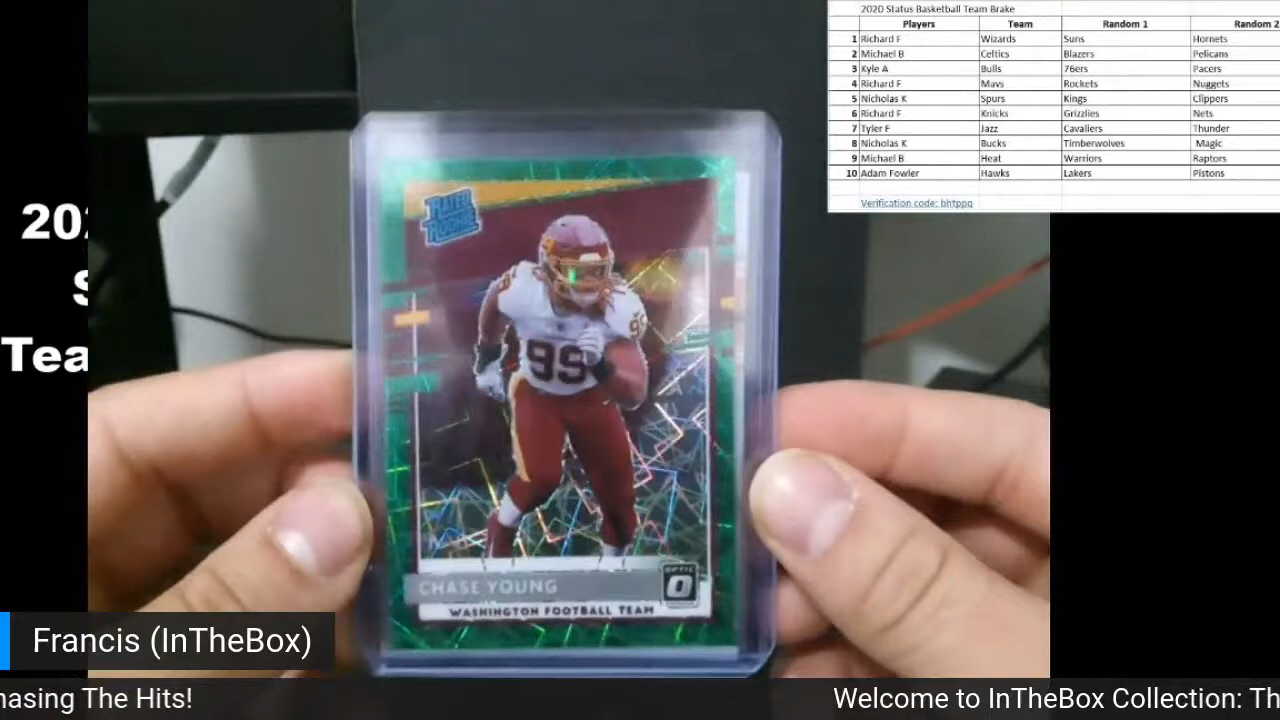 2020 Status Basketball Team Brake
Players Team Random 1 Random 2
1 Richard F Wizards Suns Hornets
2 Michael B Celtics Blazers Pelicans
3 Kyle A Bulls 76ers Pacers
4 Richard F Mavs Rockets Nuggets
5 Nicholas K Spurs Kings Clippers
6 Richard F Knicks Grizzlies Nets
7 Tyler F Jazz Cavaliers Thunder
8 Nicholas K Bucks Timberwolves Magic
9 Michael B Heat Warriors Raptors
10 Adam Fowler Hawks Lakers Pistons
Verification code: bhtppq
20
S
Tea
RATED
ROOKIE
99
99
CHASE YOUNG
OPTIC
O
WASHINGTON FOOTBALL TEAM
Francis (InTheBox)
hasing The Hits! Welcome to InTheBox Collection: Th